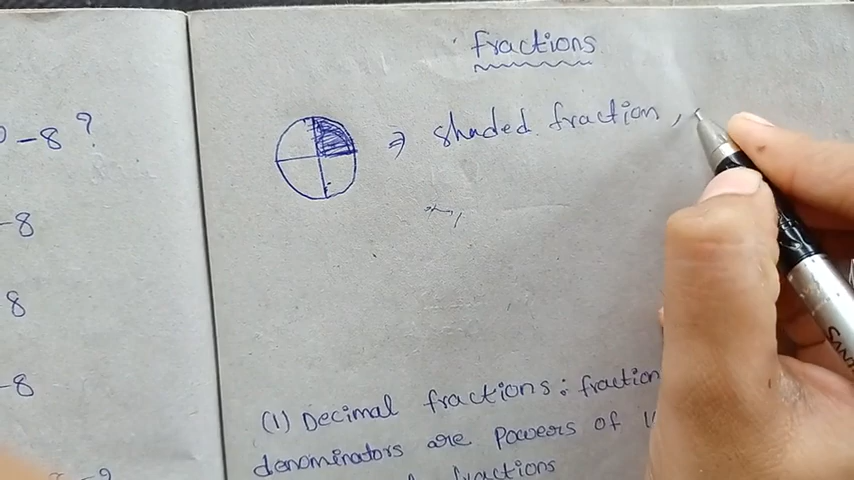 -8?
-8
8
-8
fractions
⇒ shaded fraction,
(1) Decimal fractions: fraction
denominators are powers of
fractions